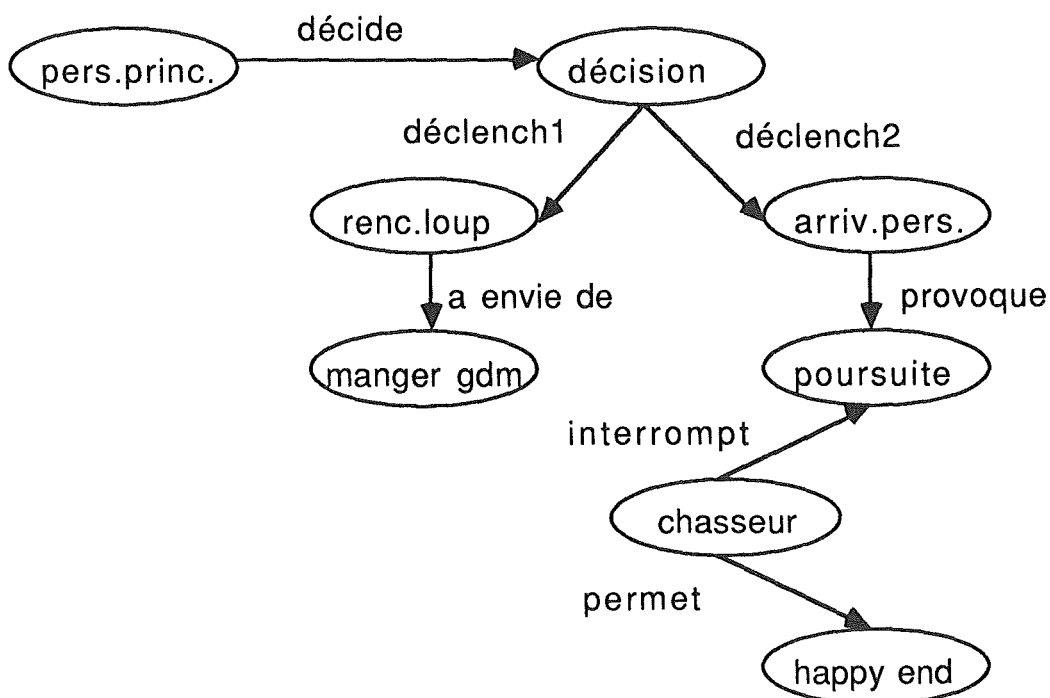 décide
pers.princ.
décision
déclench1
déclench2
renc.loup
arriv.pers.
a envie de
provoque
manger gdm
poursuite
interrompt
chasseur
permet
happy end